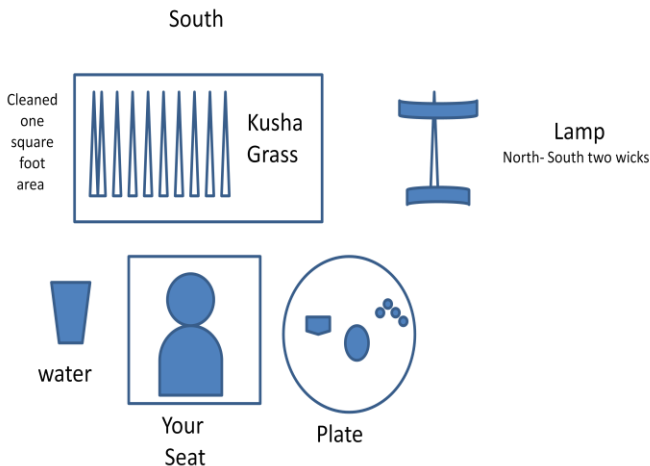 South
Cleaned
one
square
foot
area
Kusha
Grass
Lamp
North- South two wicks
water
Your
Seat
Plate